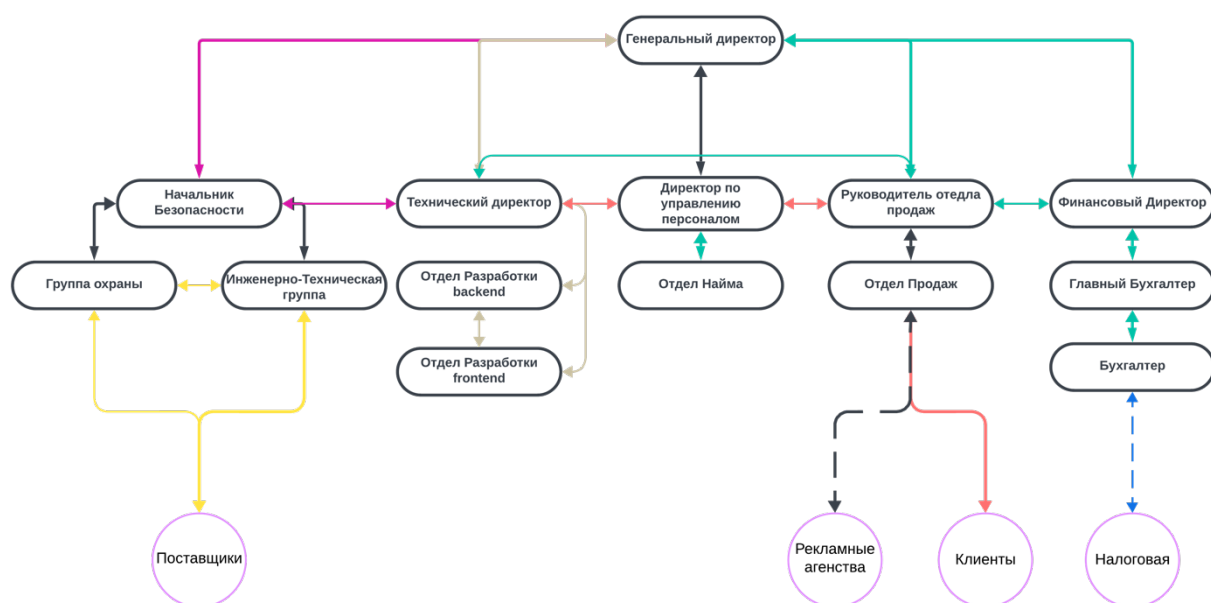 Генеральный директор
Начальник
Безопасности
Технический директор
Директор по
управлению
персоналом
Руководитель отедла
продаж
Финансовый Директор
Группа охраны
Инженерно-Техническая
группа
Отдел Разработки
backend
Отдел Найма
Отдел Продаж
Главный Бухгалтер
Отдел Разработки
frontend
Бухгалтер
Поставщики
Рекламные
агенства
Клиенты
Налоговая